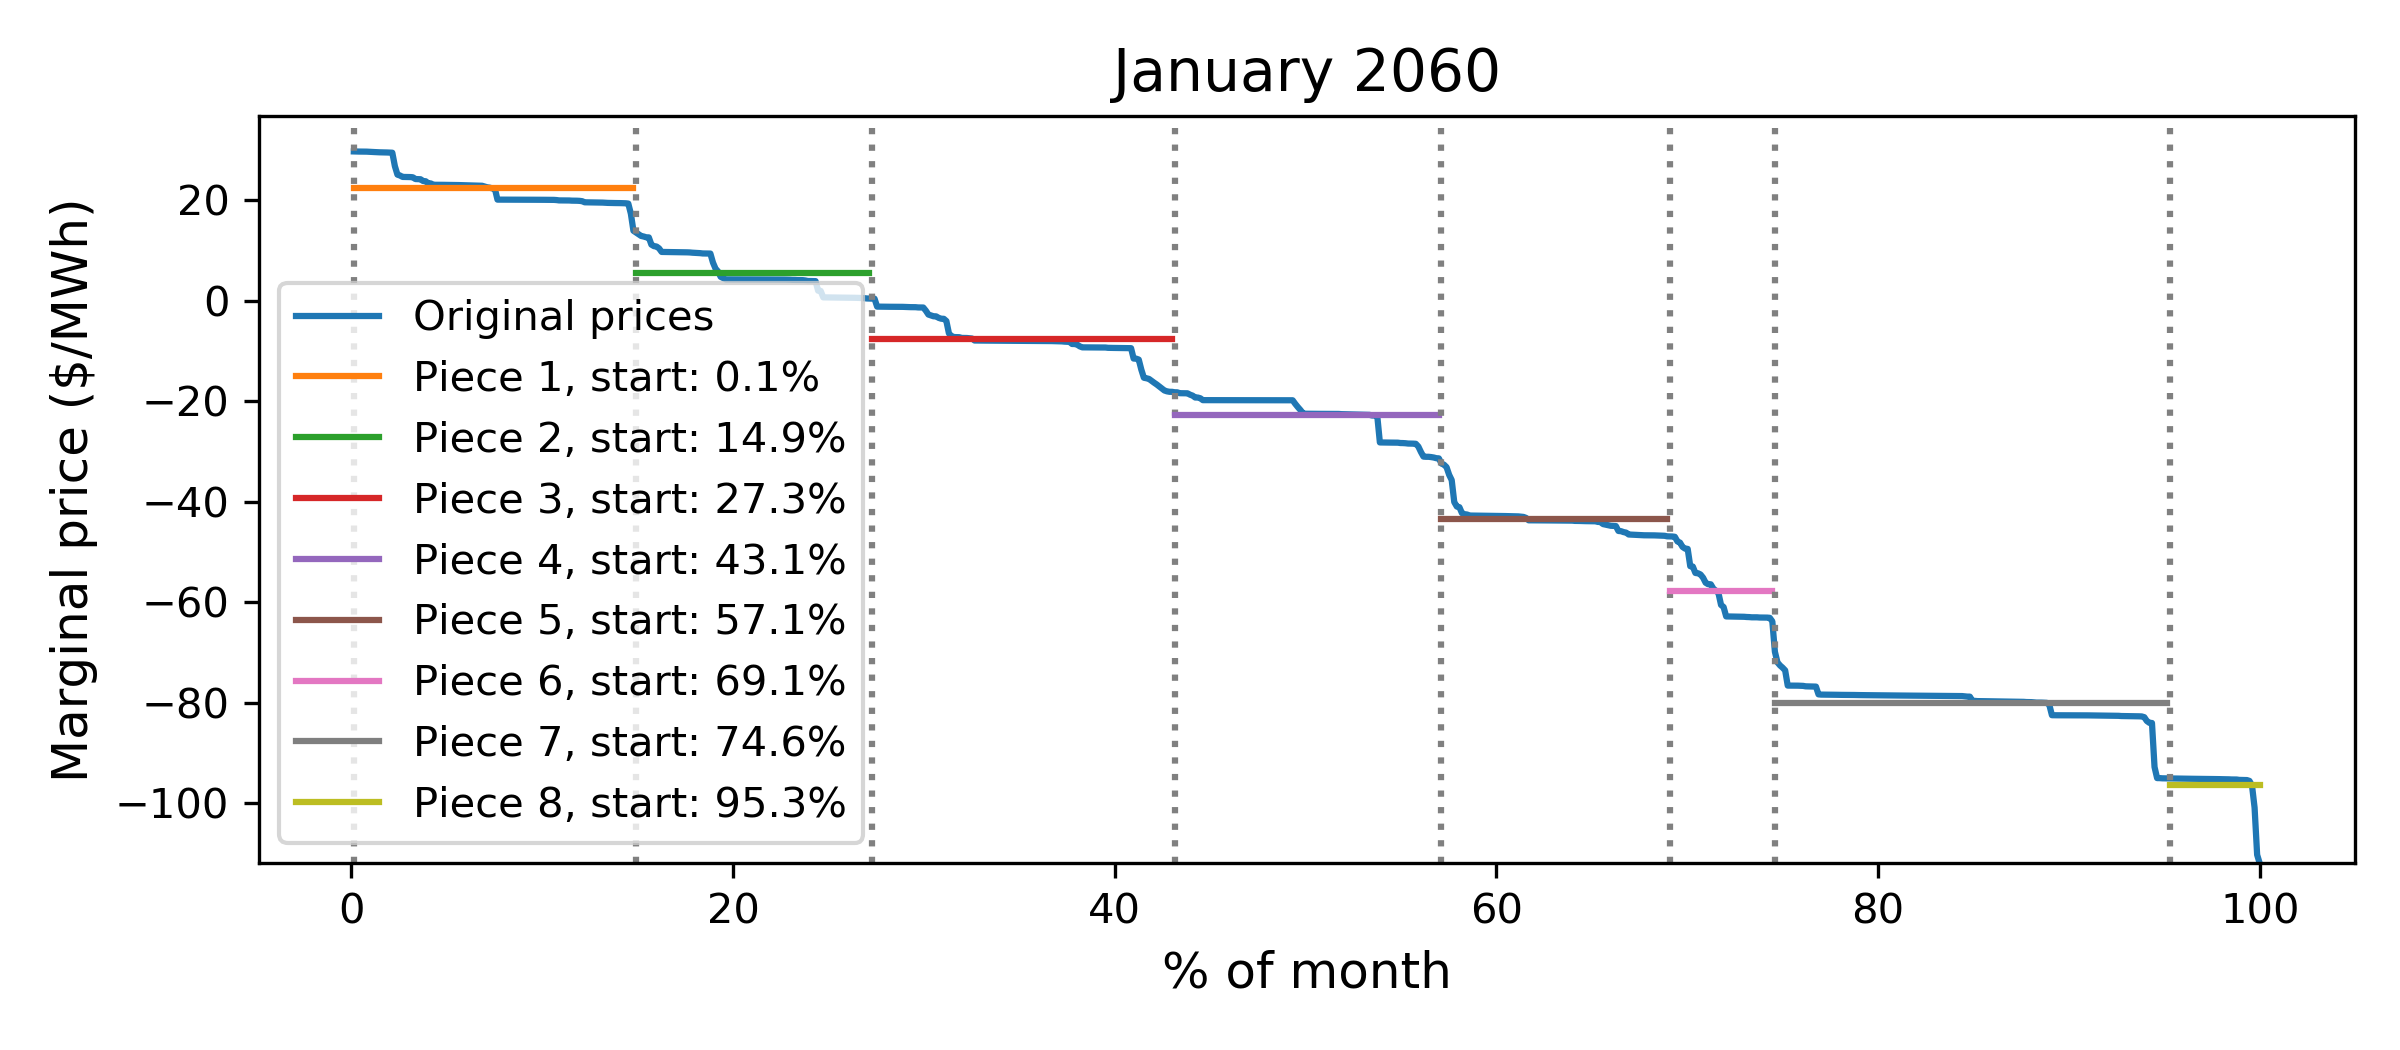 January 2060
Marginal price ($/MWh)
20
0
−20
−40
−60
−80
−100
Original prices
Piece 1, start: 0.1%
Piece 2, start: 14.9%
Piece 3, start: 27.3%
Piece 4, start: 43.1%
Piece 5, start: 57.1%
Piece 6, start: 69.1%
Piece 7, start: 74.6%
Piece 8, start: 95.3%
0 20 40 60 80 100
% of month